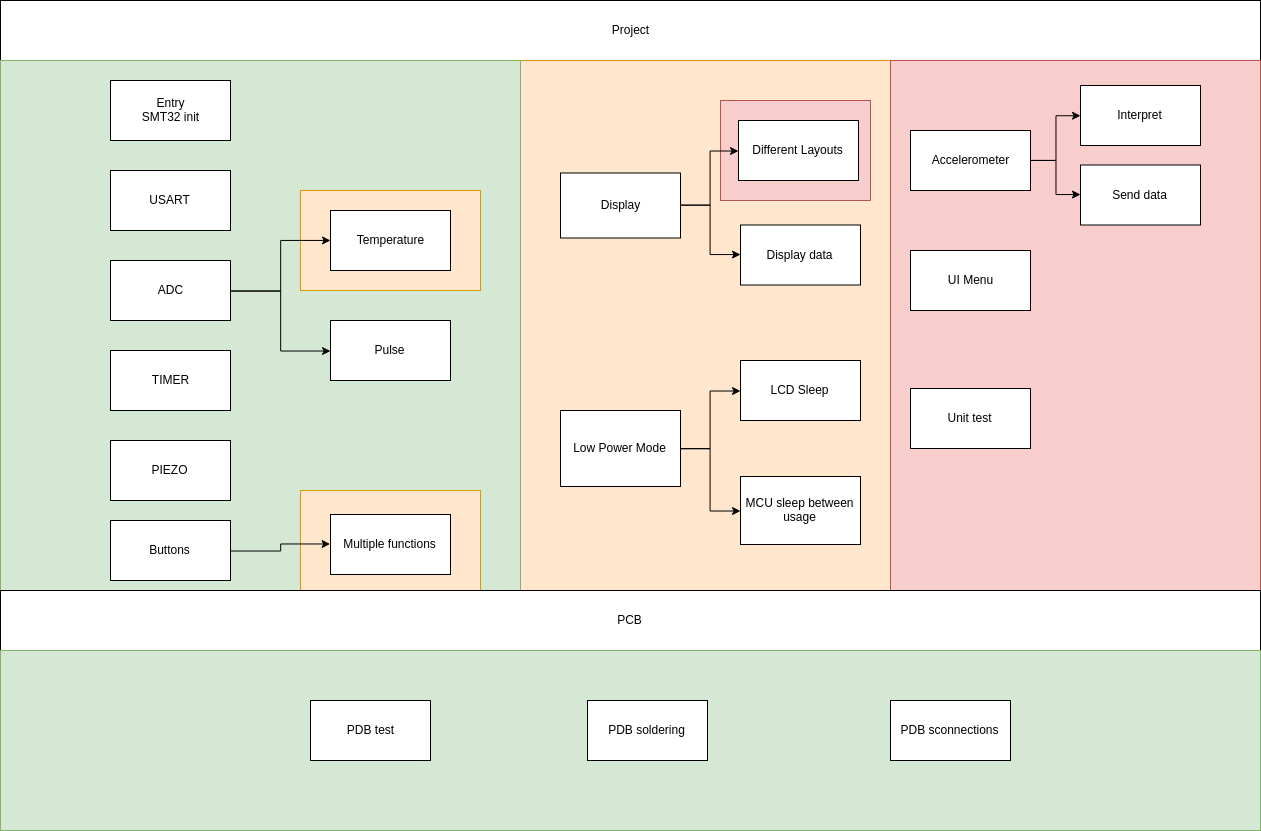 Project
Entry
SMT32 init
USART
ADC
TIMER
PIEZO
Buttons
Temperature
Pulse
Multiple functions
Display
Different Layouts
Display data
Low Power Mode
LCD Sleep
MCU sleep between
usage
Accelerometer
Interpret
Send data
UI Menu
Unit test
PCB
PDB test
PDB soldering
PDB sconnections